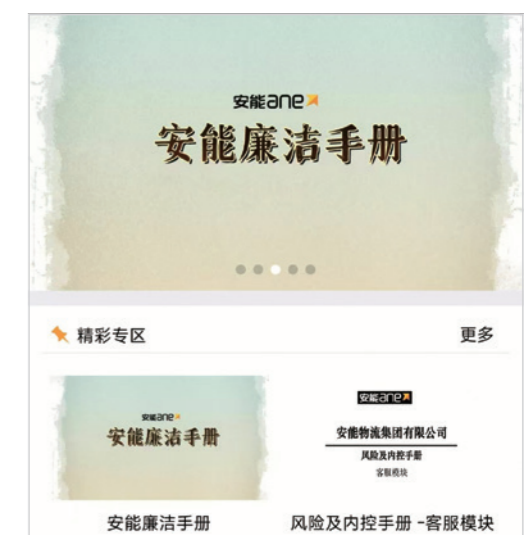 安能ane
安能廉洁手册
精彩专区
更多
安能ane
安能廉洁手册
安能ane
安能物流集团有限公司
风险及内控手册
客服模块
安能廉洁手册
风险及内控手册 -客服模块